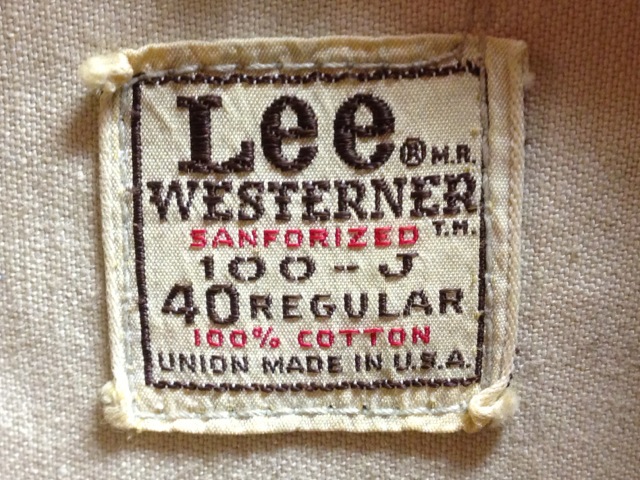 Lee ® M.R.
WESTERNER
T.M.
SANFORIZED
100-J
40 REGULAR
100% COTTON
UNION MADE IN U.S.A.